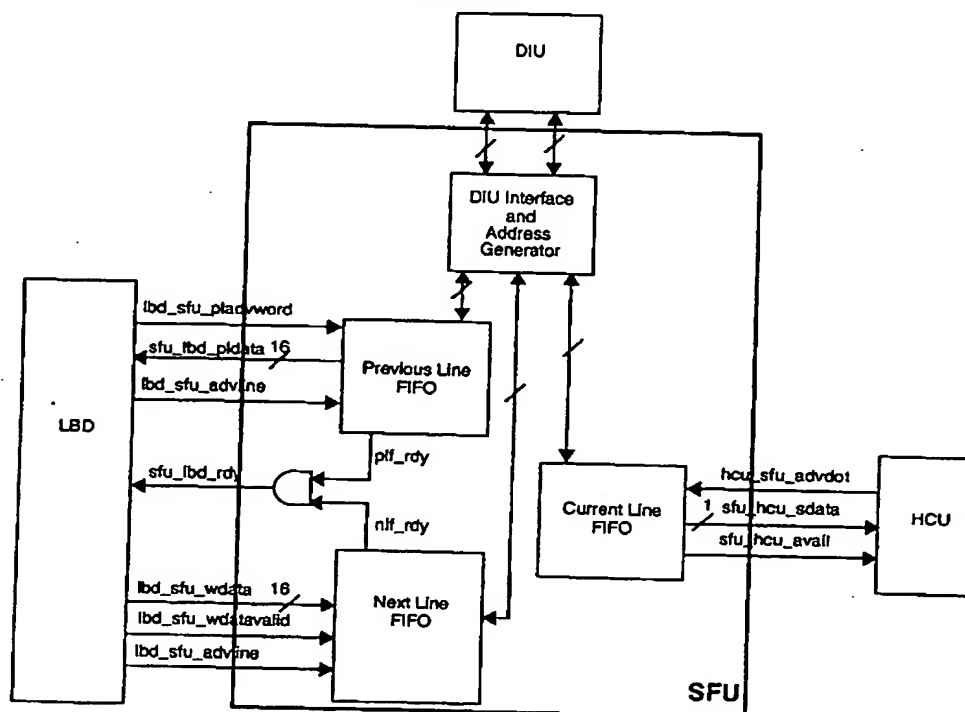 DIU
DIU Interface
and
Address
Generator
lbd_sfu_pladvword
sfu_lbd_pldata 16
lbd_sfu_advline
Previous Line
FIFO
LBD
plf_rdy
sfu_lbd_rdy
nlf_rdy
hcu_sfu_advdot
1 sfu_hcu_sdata
sfu_hcu_avail
Current Line
FIFO
HCU
lbd_sfu_wdata 16
lbd_sfu_wdatavalid
lbd_sfu_advline
Next Line
FIFO
SFU